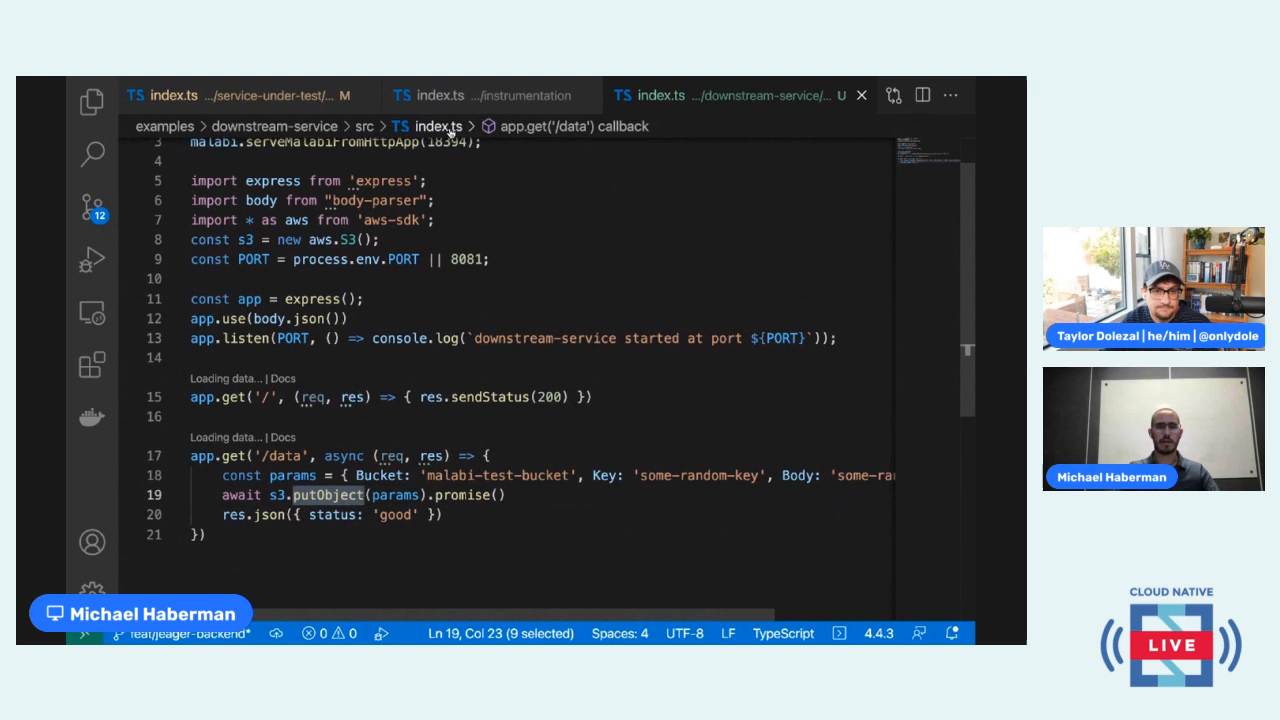 TS index.ts .../service-under-test/... M TS index.ts .../instrumentation TS index.ts .../downstream-service/... U
examples > downstream-service > src > TS index.ts > app.get('/data') callback
3 malabi.serveMalabiFromHttpApp(18394);
4
5 import express from 'express';
6 import body from "body-parser";
7 import * as aws from 'aws-sdk';
8 const s3 = new aws.S3();
9 const PORT = process.env.PORT || 8081;
10
11 const app = express();
12 app.use(body.json())
13 app.listen(PORT, () => console.log(`downstream-service started at port ${PORT}`));
14
Loading data... | Docs
15 app.get('/', (req, res) => { res.sendStatus(200) })
16
Loading data... | Docs
17 app.get('/data', async (req, res) => {
18 const params = { Bucket: 'malabi-test-bucket', Key: 'some-random-key', Body: 'some-ra
19 await s3.putObject(params).promise()
20 res.json({ status: 'good' })
21 })
12
Michael Haberman
feat/jeager-backend* 0 0 Ln 19, Col 23 (9 selected) Spaces: 4 UTF-8 LF TypeScript 4.4.3
Taylor Dolezal | he/him | @onlydole
Michael Haberman
CLOUD NATIVE
LIVE